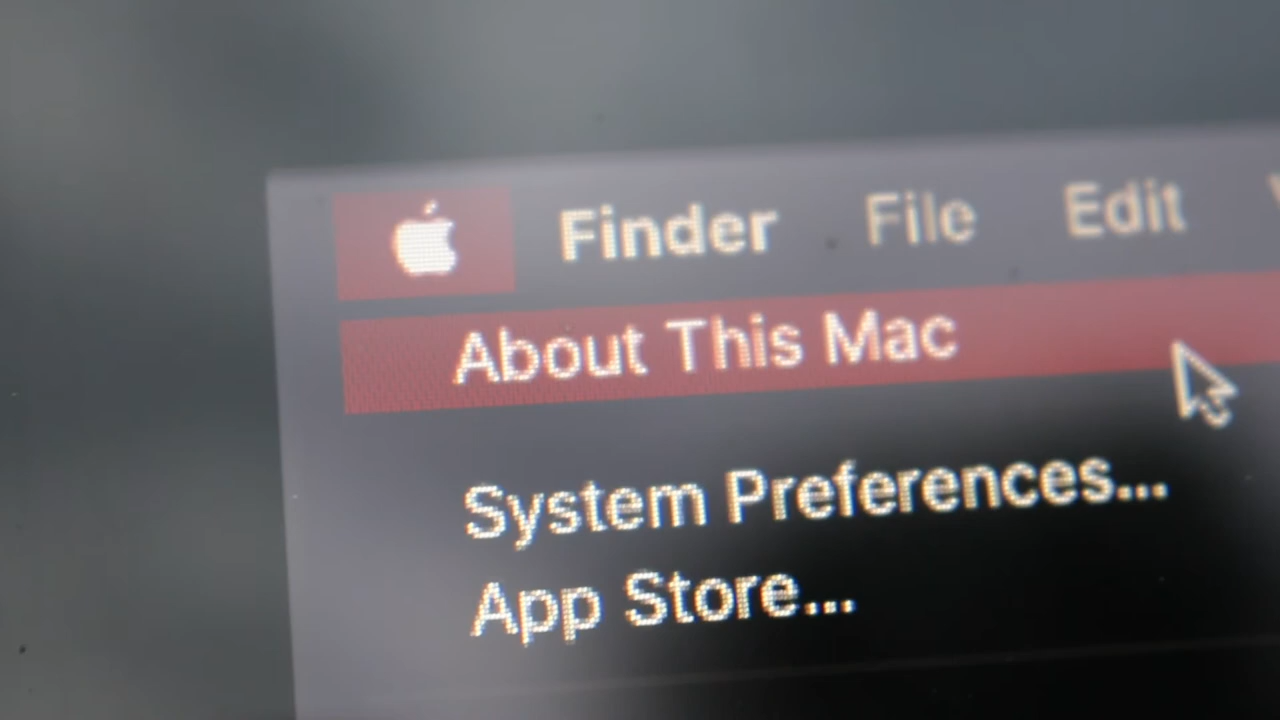 Finder File Edit
About This Mac
System Preferences...
App Store...